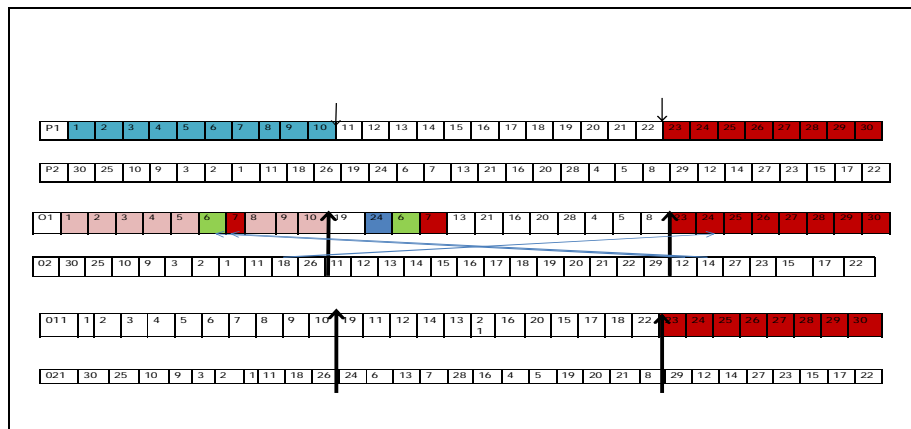 P1 1 2 3 4 5 6 7 8 9 10 11 12 13 14 15 16 17 18 19 20 21 22 23 24 25 26 27 28 29 30
P2 30 25 10 9 3 2 1 11 18 26 19 24 6 7 13 21 16 20 28 4 5 8 29 12 14 27 23 15 17 22
O1 1 2 3 4 5 6 7 8 9 10 19 24 6 7 13 21 16 20 28 4 5 8 23 24 25 26 27 28 29 30
02 30 25 10 9 3 2 1 11 18 26 11 12 13 14 15 16 17 18 19 20 21 22 29 12 14 27 23 15 17 22
011 1 2 3 4 5 6 7 8 9 10 19 11 12 14 13 21 16 20 15 17 18 22 23 24 25 26 27 28 29 30
021 30 25 10 9 3 2 1 11 18 26 24 6 13 7 28 16 4 5 19 20 21 8 29 12 14 27 23 15 17 22